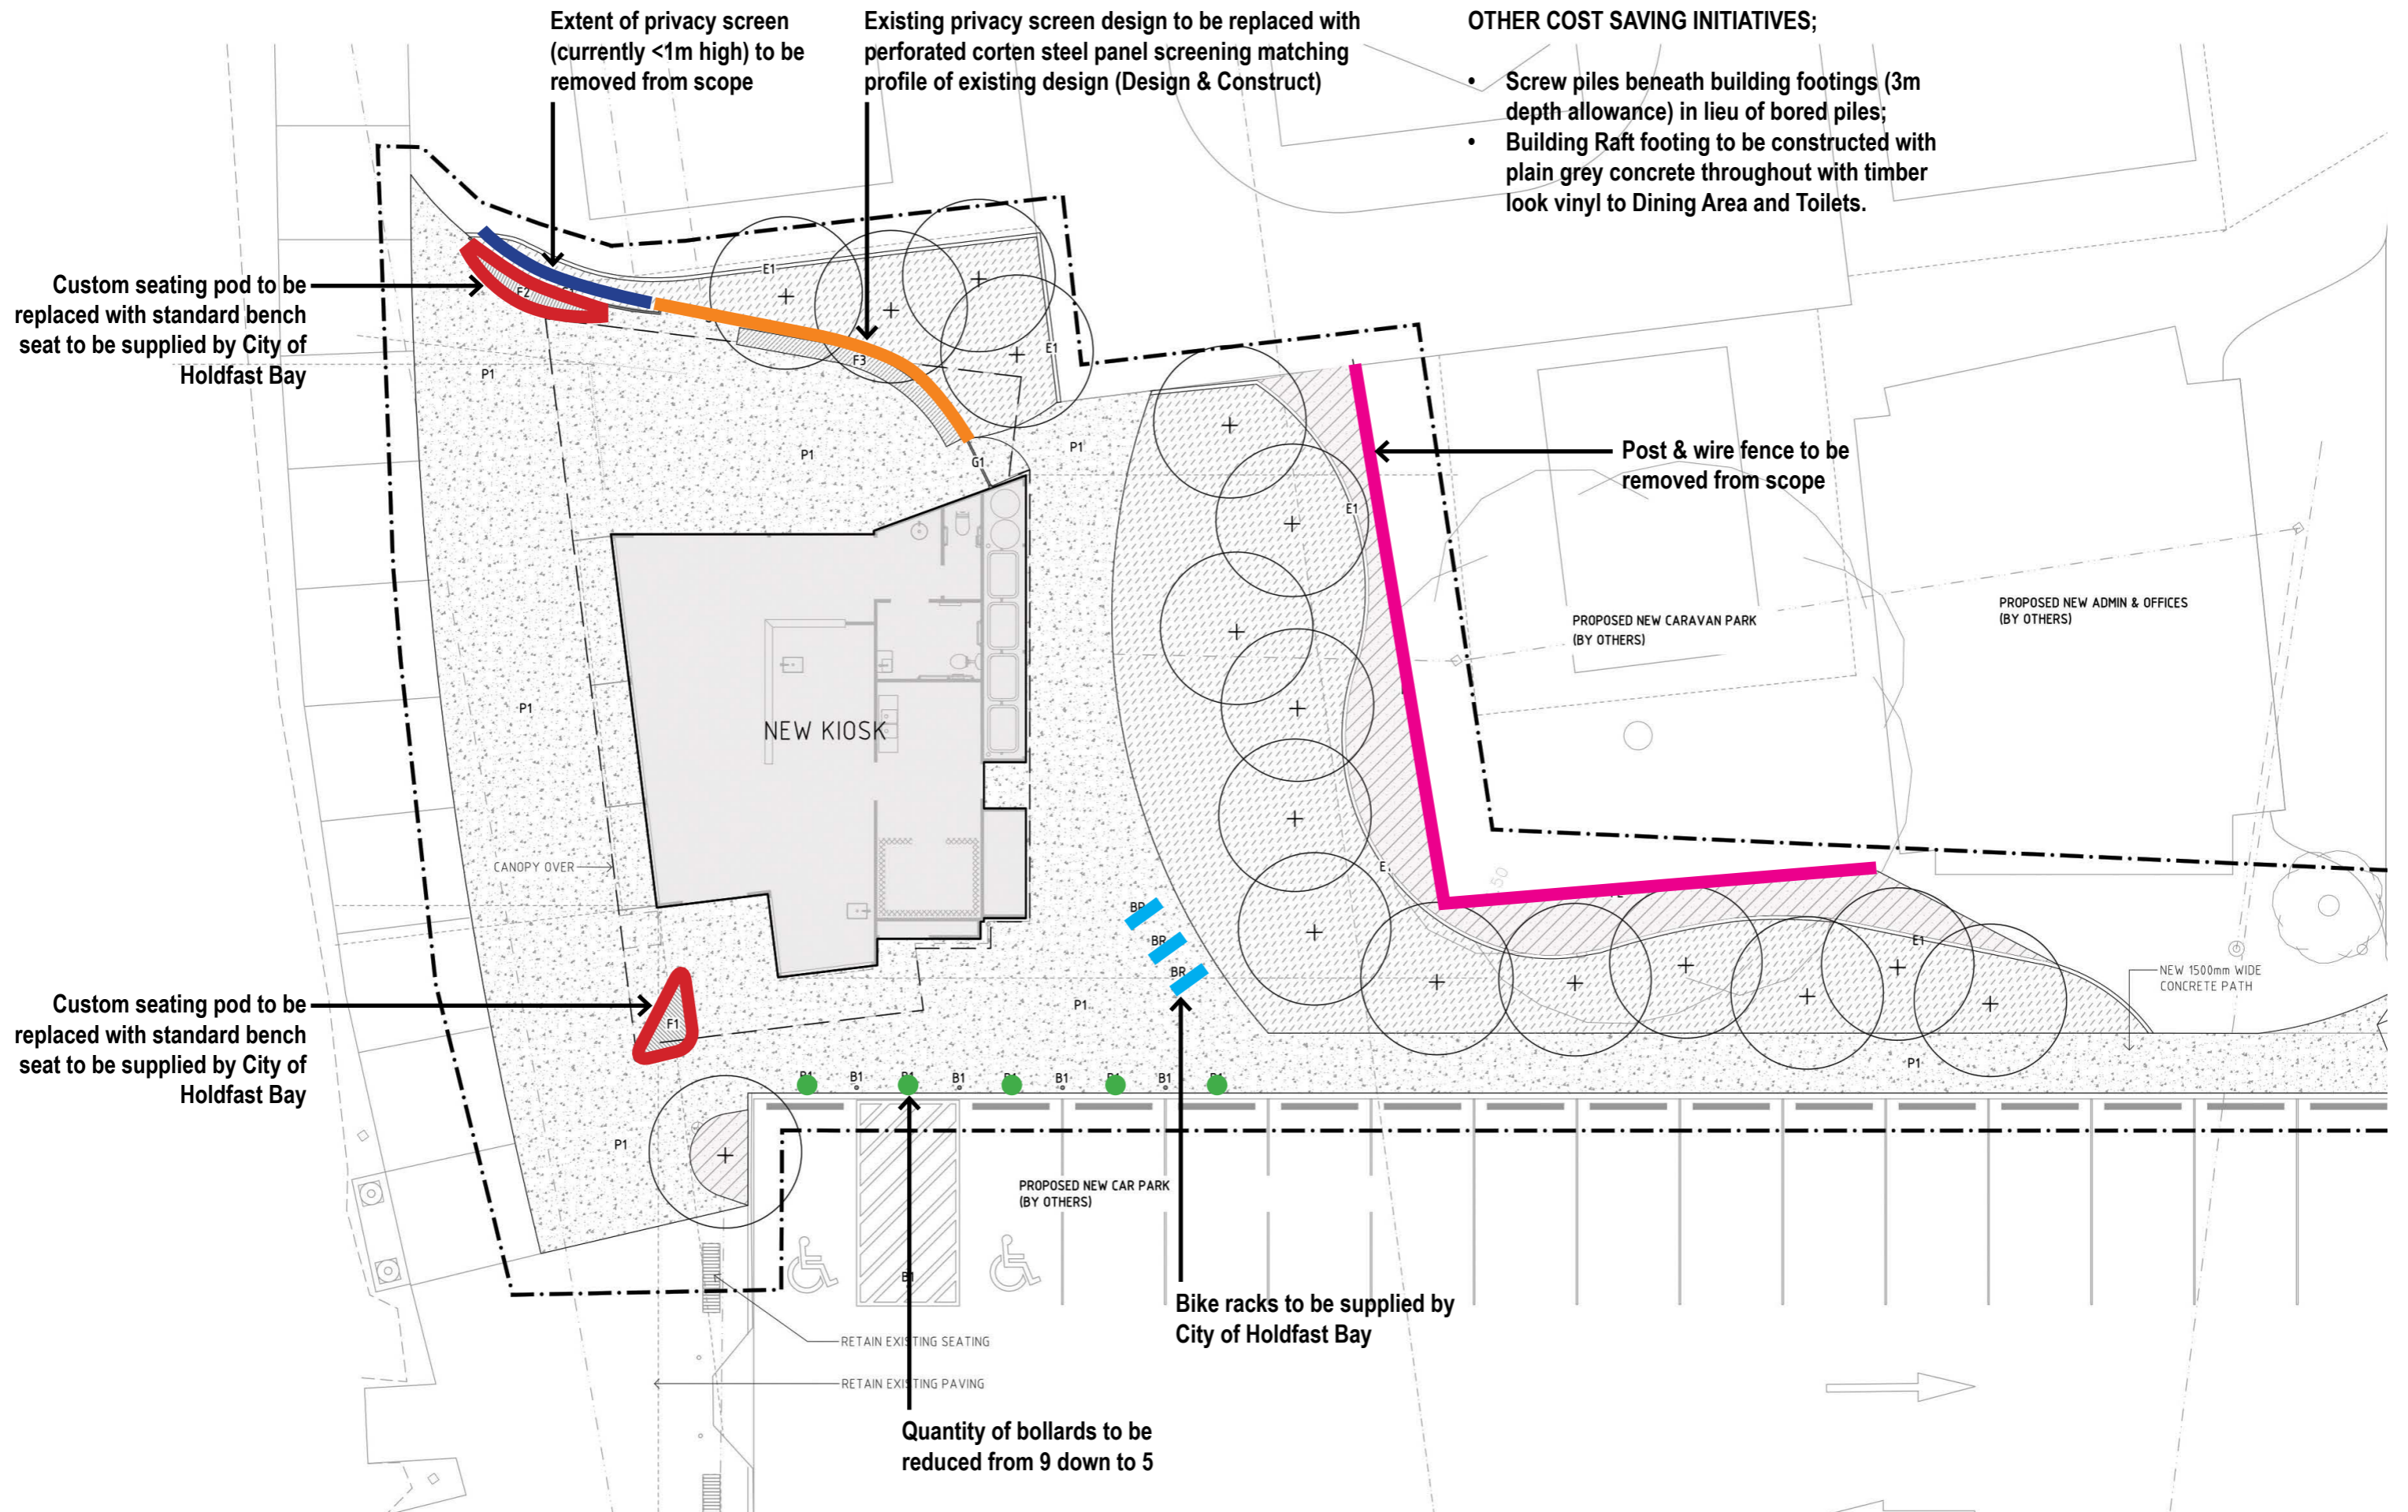 Extent of privacy screen
(currently <1m high) to be
removed from scope
Existing privacy screen design to be replaced with
perforated corten steel panel screening matching
profile of existing design (Design & Construct)
OTHER COST SAVING INITIATIVES;
• Screw piles beneath building footings (3m
depth allowance) in lieu of bored piles;
• Building Raft footing to be constructed with
plain grey concrete throughout with timber
look vinyl to Dining Area and Toilets.
Custom seating pod to be
replaced with standard bench
seat to be supplied by City of
Holdfast Bay
E1
F2
F3
E1
P1
P1
P1
G1
Post & wire fence to be
removed from scope
E1
PROPOSED NEW CARAVAN PARK
(BY OTHERS)
PROPOSED NEW ADMIN & OFFICES
(BY OTHERS)
P1
NEW KIOSK
CANOPY OVER
E
50
BR
BR
BR
E1
NEW 1500mm WIDE
CONCRETE PATH
Custom seating pod to be
replaced with standard bench
seat to be supplied by City of
Holdfast Bay
F1
P1
P1
B1
B1
B1
B1
B1
B1
B1
B1
B1
P1
PROPOSED NEW CAR PARK
(BY OTHERS)
B1
Bike racks to be supplied by
City of Holdfast Bay
RETAIN EXISTING SEATING
RETAIN EXISTING PAVING
Quantity of bollards to be
reduced from 9 down to 5